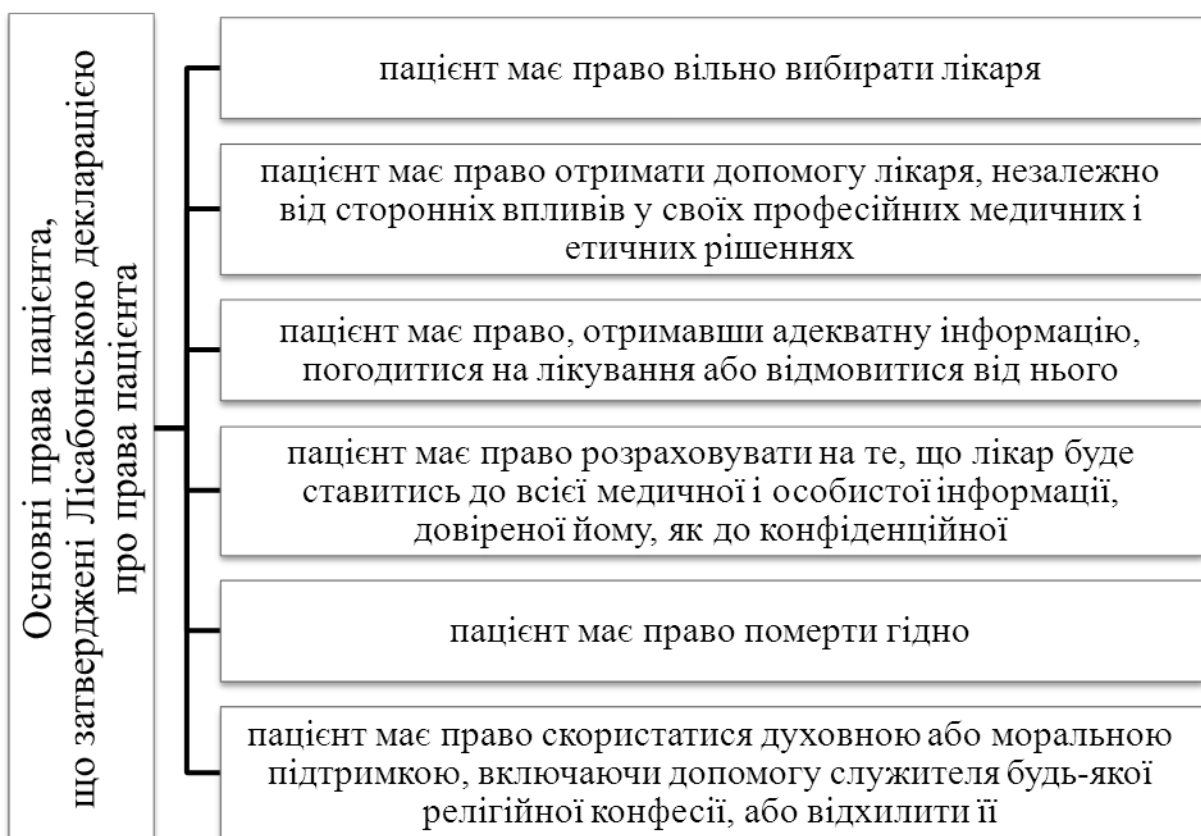 Основні права пацієнта,
що затверджені Лісабонською декларацією
про права пацієнта
пацієнт має право вільно вибирати лікаря
пацієнт має право отримати допомогу лікаря, незалежно
від сторонніх впливів у своїх професійних медичних і
етичних рішеннях
пацієнт має право, отримавши адекватну інформацію,
погодитися на лікування або відмовитися від нього
пацієнт має право розраховувати на те, що лікар буде
ставитись до всієї медичної і особистої інформації,
довіреної йому, як до конфіденційної
пацієнт має право померти гідно
пацієнт має право скористатися духовною або моральною
підтримкою, включаючи допомогу служителя будь-якої
релігійної конфесії, або відхилити її